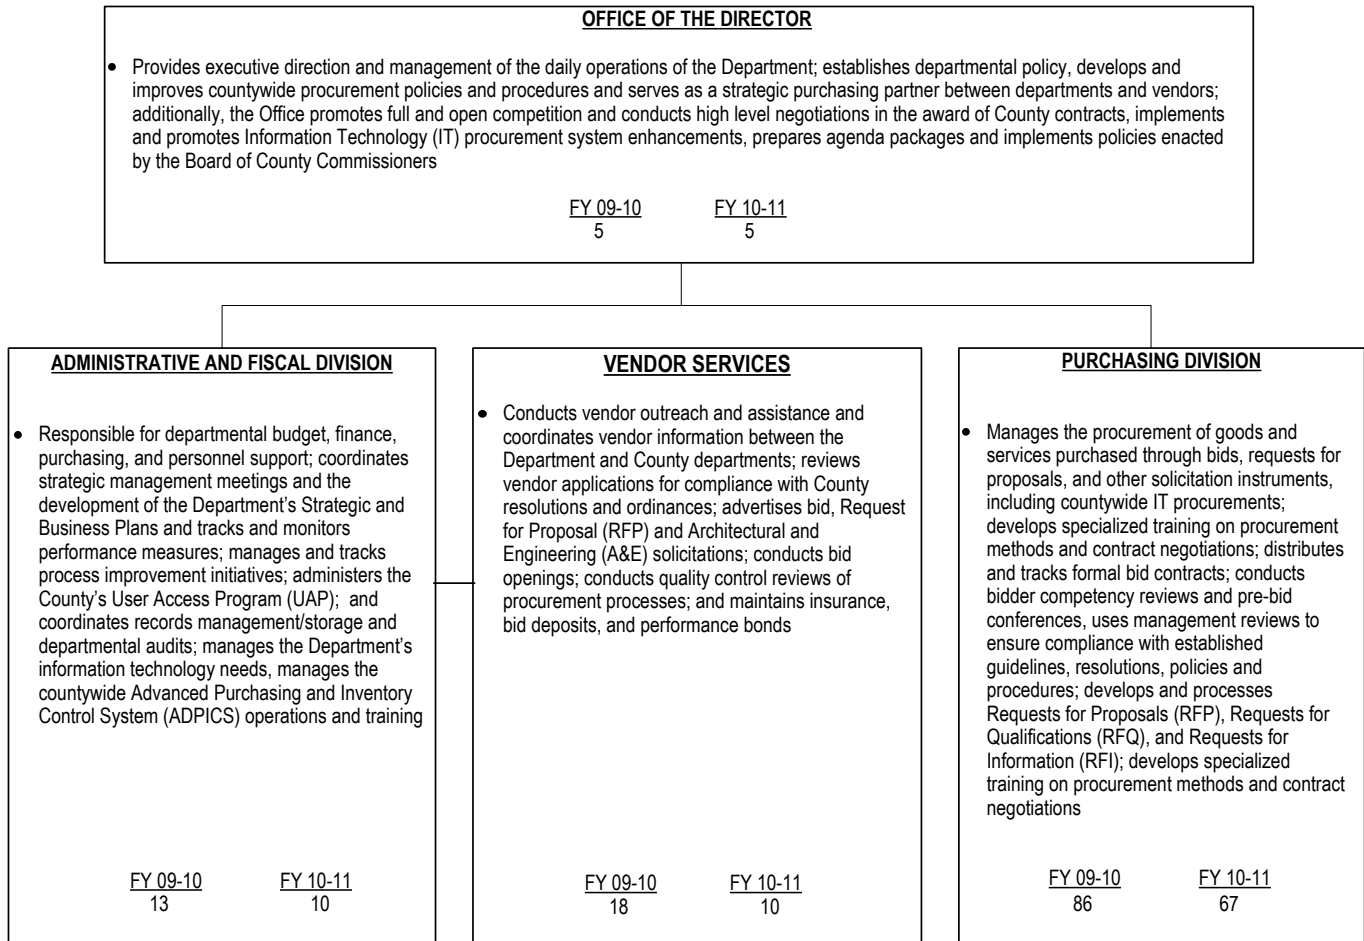 OFFICE OF THE DIRECTOR
• Provides executive direction and management of the daily operations of the Department; establishes departmental policy, develops and
improves countywide procurement policies and procedures and serves as a strategic purchasing partner between departments and vendors;
additionally, the Office promotes full and open competition and conducts high level negotiations in the award of County contracts, implements
and promotes Information Technology (IT) procurement system enhancements, prepares agenda packages and implements policies enacted
by the Board of County Commissioners
FY 09-10 FY 10-11
5 5
ADMINISTRATIVE AND FISCAL DIVISION
• Responsible for departmental budget, finance,
purchasing, and personnel support; coordinates
strategic management meetings and the
development of the Department's Strategic and
Business Plans and tracks and monitors
performance measures; manages and tracks
process improvement initiatives; administers the
County's User Access Program (UAP); and
coordinates records management/storage and
departmental audits; manages the Department's
information technology needs, manages the
countywide Advanced Purchasing and Inventory
Control System (ADPICS) operations and training
FY 09-10 FY 10-11
13 10
VENDOR SERVICES
• Conducts vendor outreach and assistance and
coordinates vendor information between the
Department and County departments; reviews
vendor applications for compliance with County
resolutions and ordinances; advertises bid, Request
for Proposal (RFP) and Architectural and
Engineering (A&E) solicitations; conducts bid
openings; conducts quality control reviews of
procurement processes; and maintains insurance,
bid deposits, and performance bonds
FY 09-10 FY 10-11
18 10
PURCHASING DIVISION
• Manages the procurement of goods and
services purchased through bids, requests for
proposals, and other solicitation instruments,
including countywide IT procurements;
develops specialized training on procurement
methods and contract negotiations; distributes
and tracks formal bid contracts; conducts
bidder competency reviews and pre-bid
conferences, uses management reviews to
ensure compliance with established
guidelines, resolutions, policies and
procedures; develops and processes
Requests for Proposals (RFP), Requests for
Qualifications (RFQ), and Requests for
Information (RFI); develops specialized
training on procurement methods and contract
negotiations
FY 09-10 FY 10-11
86 67